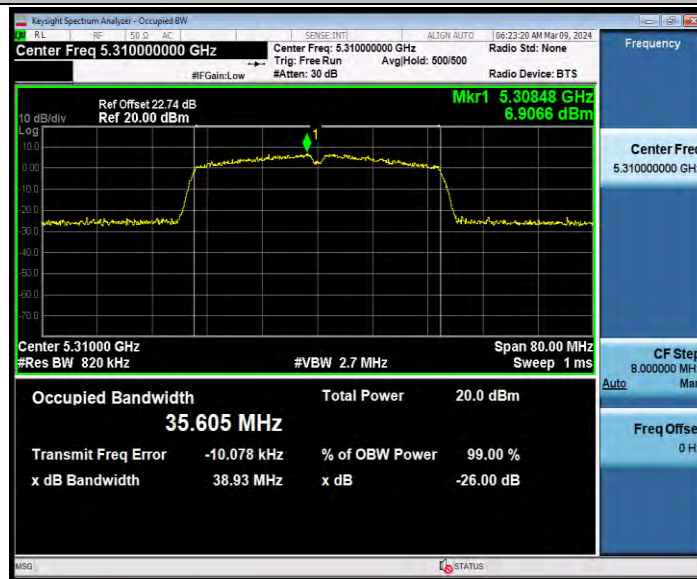 Keysight Spectrum Analyzer - Occupied BW
LXI RL RF 50 Ω AC SENSE:INT ALIGN AUTO 06:23:20 AM Mar 09, 2024
Center Freq 5.310000000 GHz
Center Freq: 5.310000000 GHz
Radio Std: None
Trig: Free Run Avg|Hold: 500/500
#IFGain:Low #Atten: 30 dB Radio Device: BTS
Frequency
Ref Offset 22.74 dB
10 dB/div Ref 20.00 dBm
Mkr1 5.30848 GHz
6.9066 dBm
Log
10.0
0.00
-10.0
-20.0
-30.0
-40.0
-50.0
-60.0
-70.0
1
Center 5.31000 GHz Span 80.00 MHz
#Res BW 820 kHz #VBW 2.7 MHz Sweep 1 ms
Occupied Bandwidth Total Power 20.0 dBm
35.605 MHz
Transmit Freq Error -10.078 kHz % of OBW Power 99.00 %
x dB Bandwidth 38.93 MHz x dB -26.00 dB
Center Fre
5.310000000 GH
CF Step
8.000000 MH
Auto Ma
Freq Offse
0 H
MSG STATUS